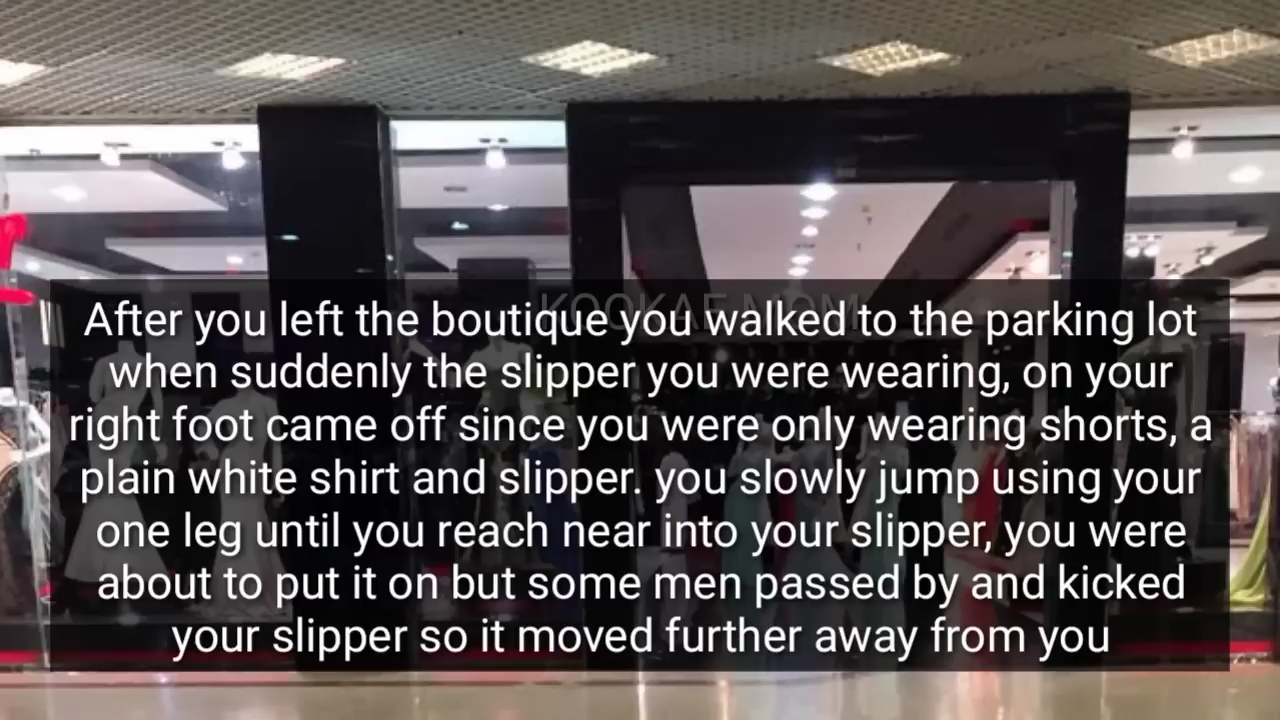 After you left the boutique you walked to the parking lot
when suddenly the slipper you were wearing, on your
right foot came off since you were only wearing shorts, a
plain white shirt and slipper. you slowly jump using your
one leg until you reach near into your slipper, you were
about to put it on but some men passed by and kicked
your slipper so it moved further away from you